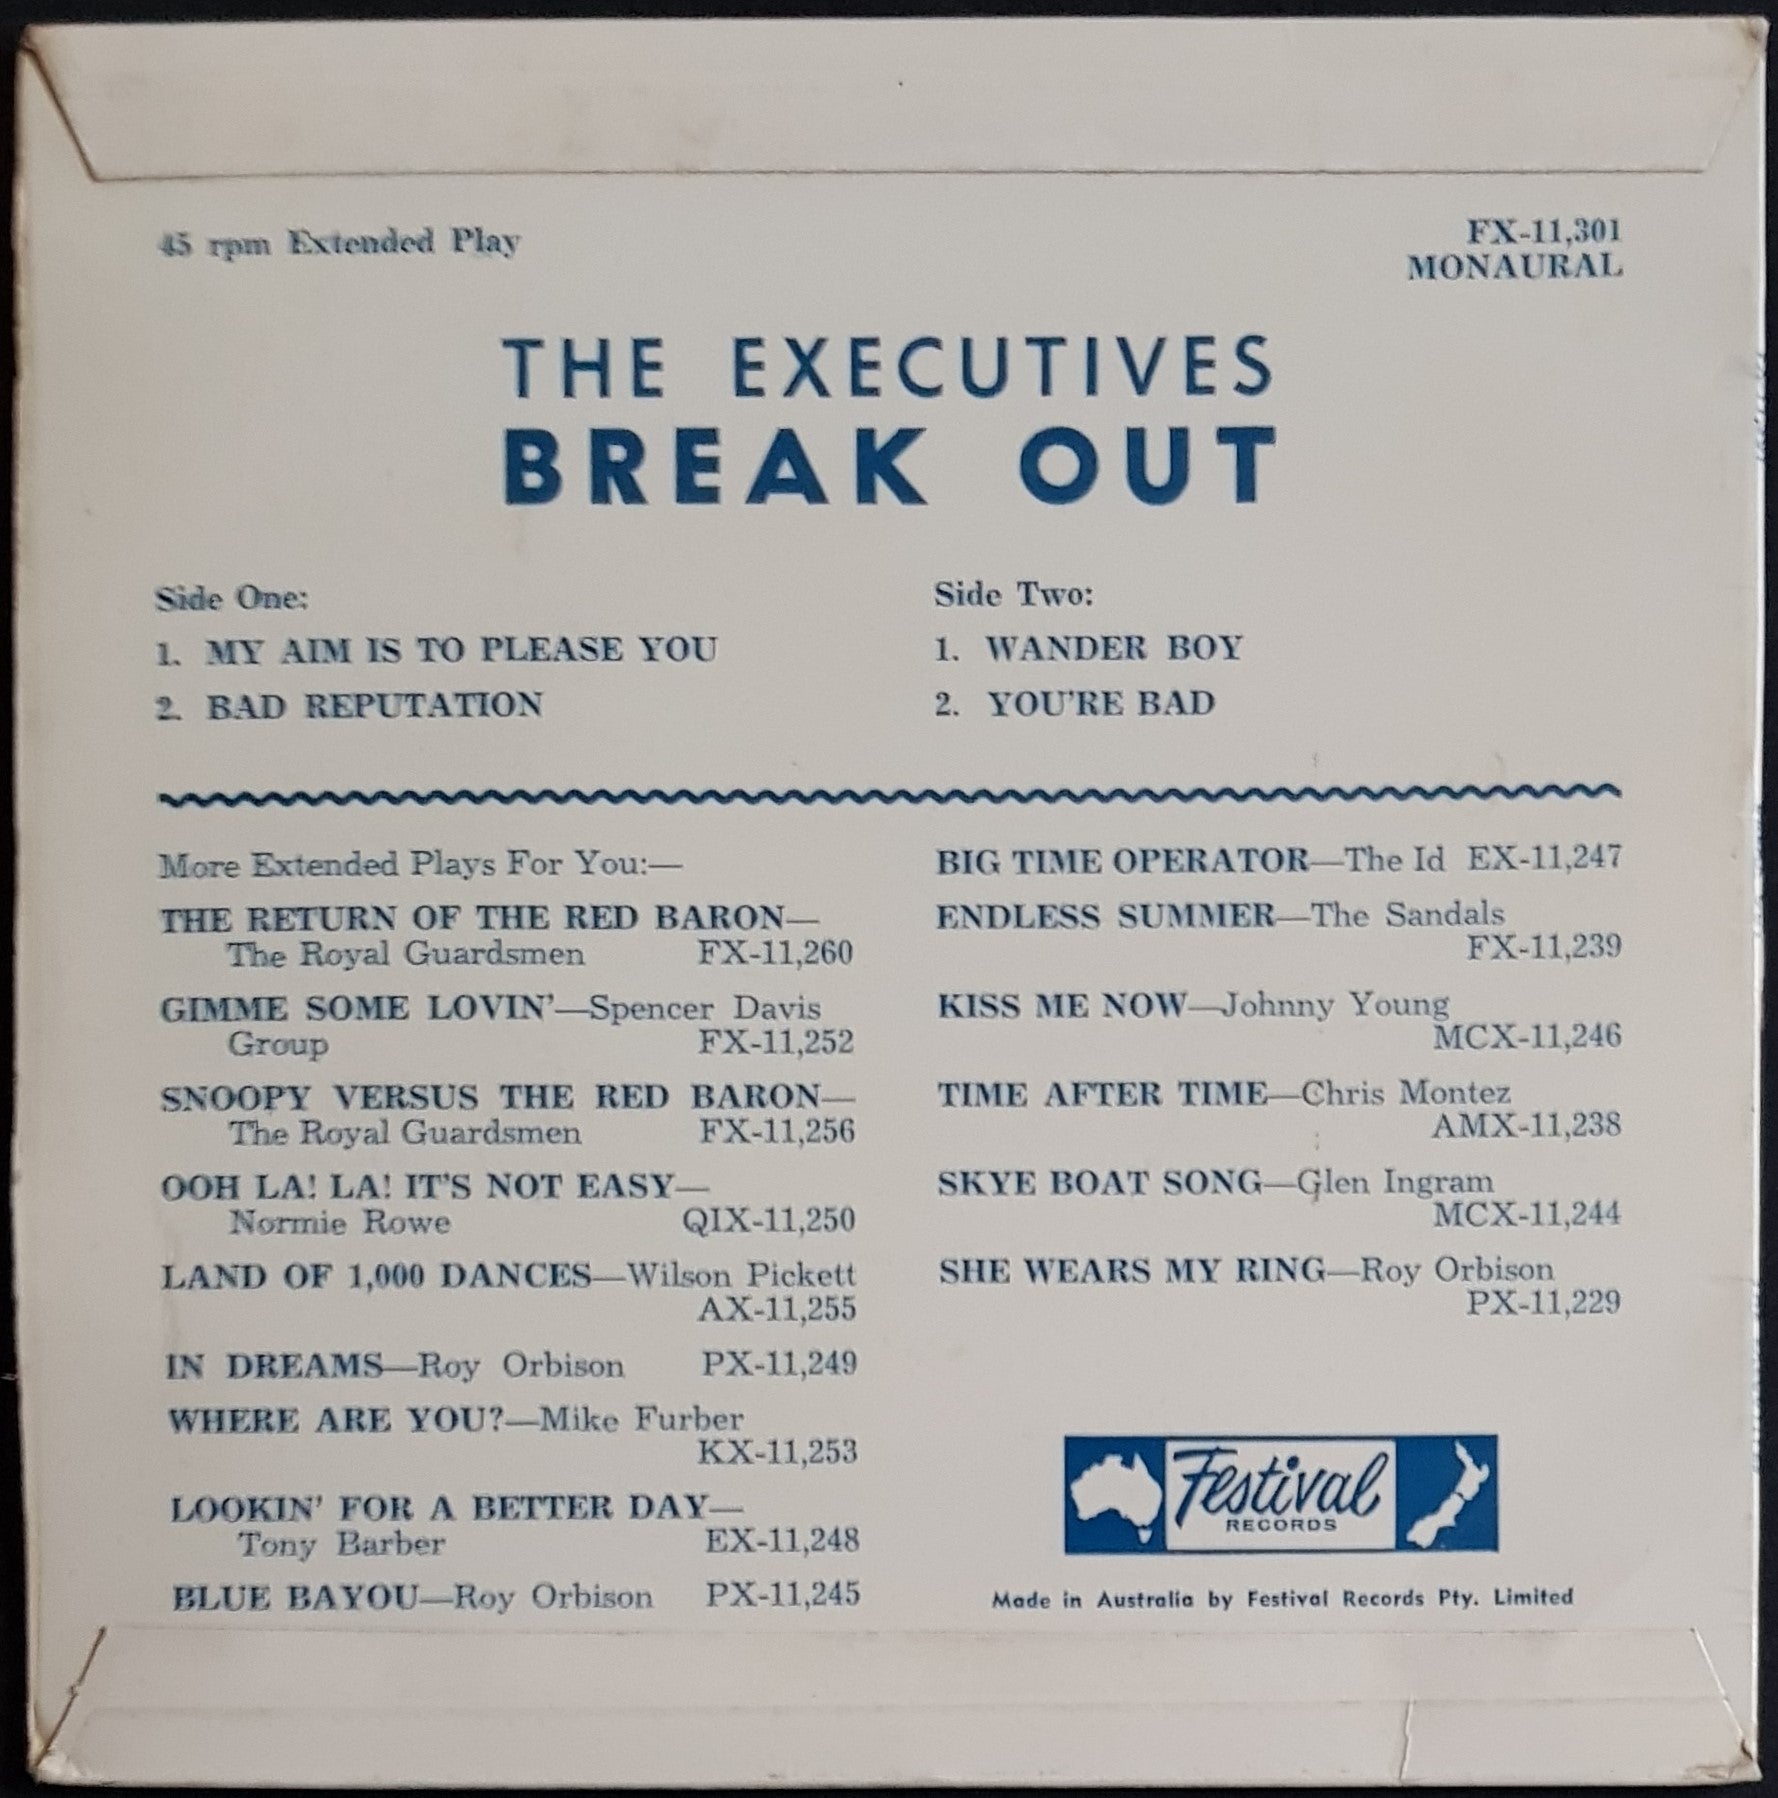 45 rpm Extended Play
FX-11,301
MONAURAL
THE EXECUTIVES
BREAK OUT
Side One:
1. MY AIM IS TO PLEASE YOU
2. BAD REPUTATION
Side Two:
1. WANDER BOY
2. YOU'RE BAD
More Extended Plays For You:—
THE RETURN OF THE RED BARON—
The Royal Guardsmen FX-11,260
GIMME SOME LOVIN'—Spencer Davis
Group FX-11,252
SNOOPY VERSUS THE RED BARON—
The Royal Guardsmen FX-11,256
OOH LA! LA! IT'S NOT EASY—
Normie Rowe QIX-11,250
LAND OF 1,000 DANCES—Wilson Pickett
AX-11,255
IN DREAMS—Roy Orbison PX-11,249
WHERE ARE YOU?—Mike Furber
KX-11,253
LOOKIN' FOR A BETTER DAY—
Tony Barber EX-11,248
BLUE BAYOU—Roy Orbison PX-11,245
BIG TIME OPERATOR—The Id EX-11,247
ENDLESS SUMMER—The Sandals
FX-11,239
KISS ME NOW—Johnny Young
MCX-11,246
TIME AFTER TIME—Chris Montez
AMX-11,238
SKYE BOAT SONG—Glen Ingram
MCX-11,244
SHE WEARS MY RING—Roy Orbison
PX-11,229
Festival
RECORDS
Made in Australia by Festival Records Pty. Limited